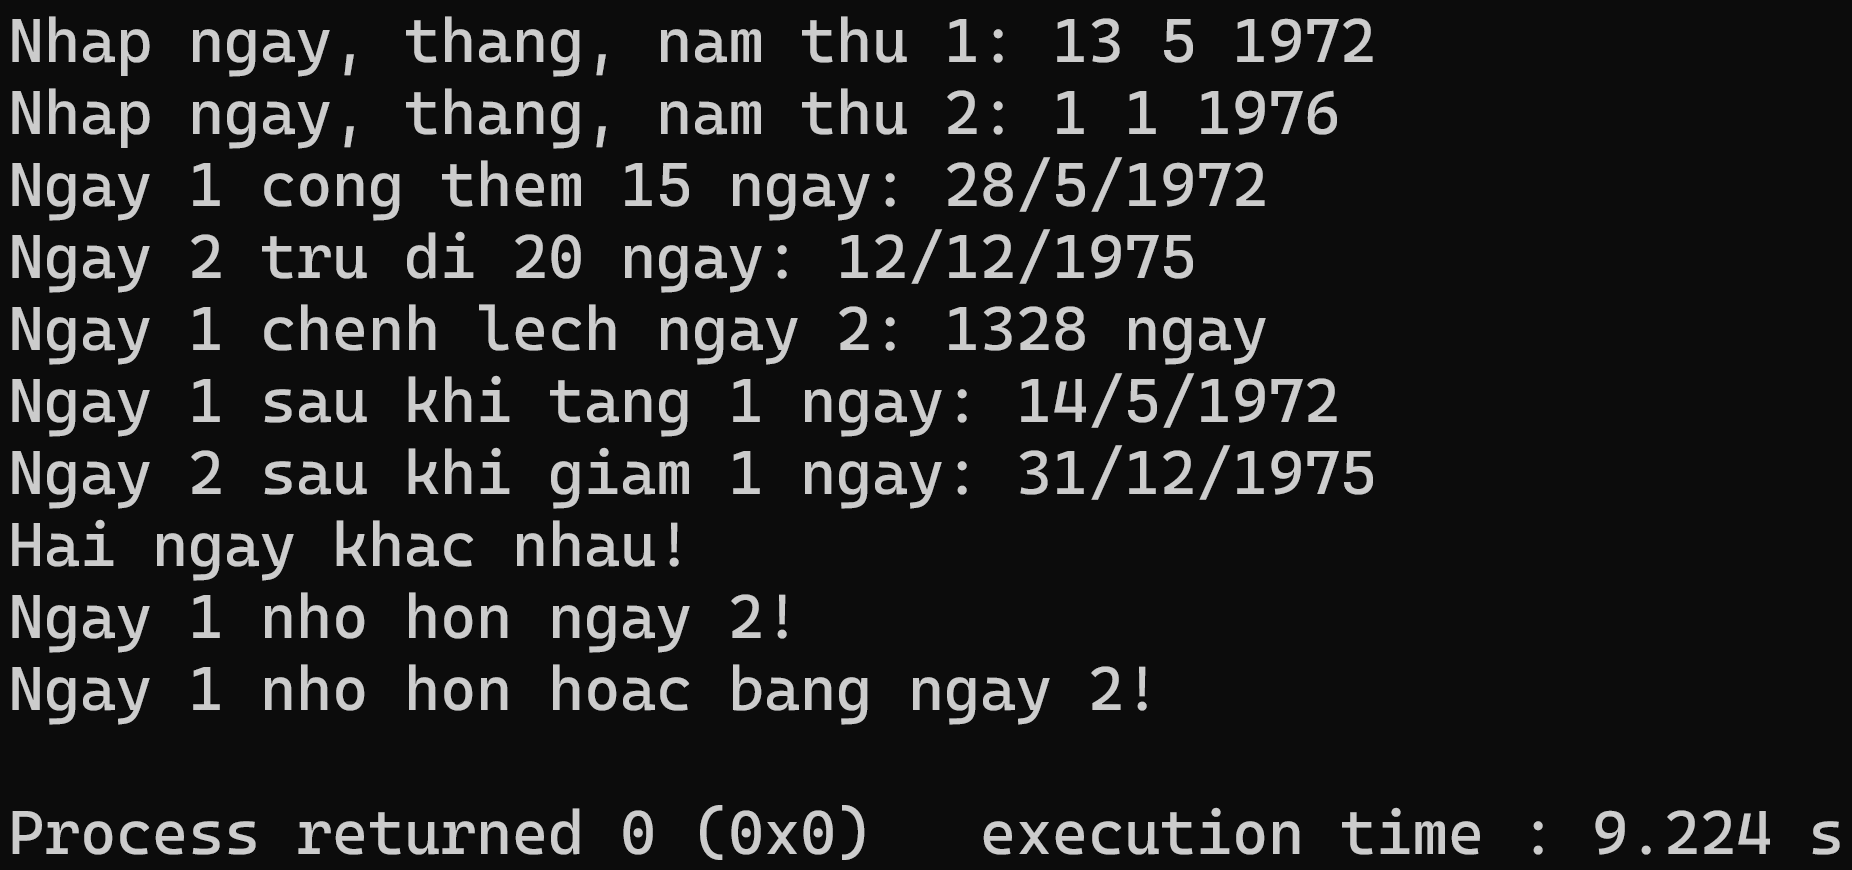 Nhap ngay, thang, nam thu 1: 13 5 1972
Nhap ngay, thang, nam thu 2: 1 1 1976
Ngay 1 cong them 15 ngay: 28/5/1972
Ngay 2 tru di 20 ngay: 12/12/1975
Ngay 1 chenh lech ngay 2: 1328 ngay
Ngay 1 sau khi tang 1 ngay: 14/5/1972
Ngay 2 sau khi giam 1 ngay: 31/12/1975
Hai ngay khac nhau!
Ngay 1 nho hon ngay 2!
Ngay 1 nho hon hoac bang ngay 2!
Process returned 0 (0x0)   execution time : 9.224 s